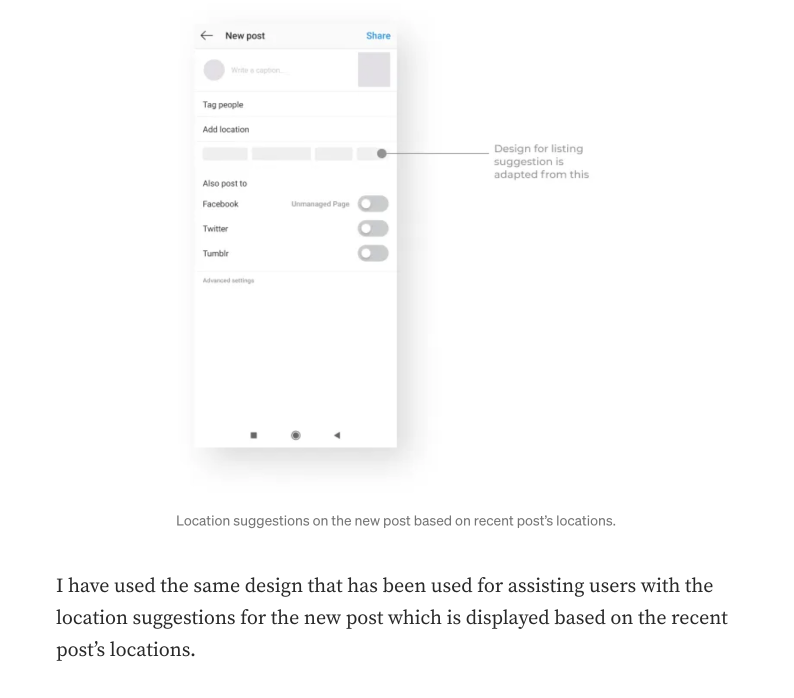 New post
Share
Write a caption...
Tag people
Add location
Design for listing
suggestion is
adapted from this
Also post to
Facebook
Unmanaged Page
Twitter
Tumblr
Advanced settings
Location suggestions on the new post based on recent post's locations.
I have used the same design that has been used for assisting users with the
location suggestions for the new post which is displayed based on the recent
post’s locations.